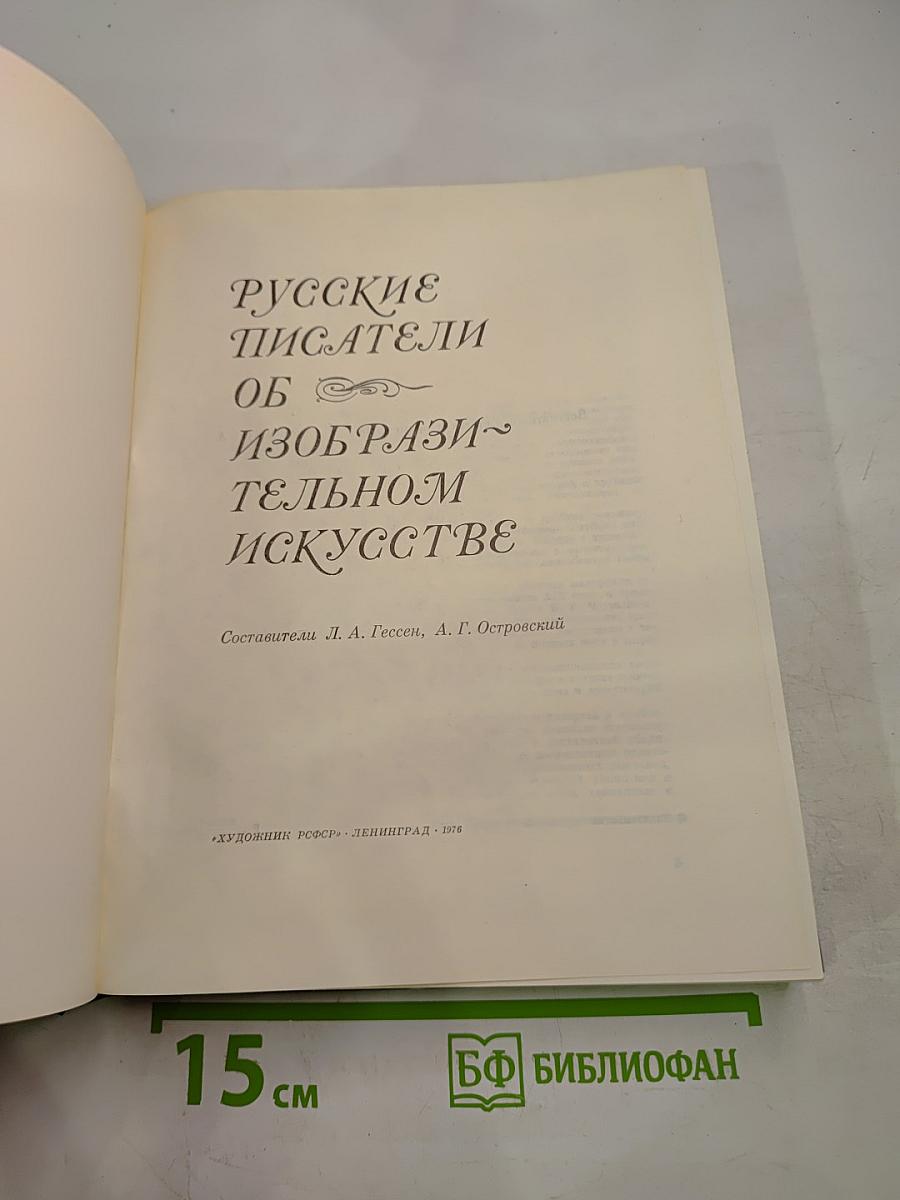 РУССКИЕ
ПИСАТЕЛИ
ОБ
ИЗОБРАЗИ~
ТЕЛЬНОМ
ИСКУССТВЕ
Составители Л. А. Гессен, А. Г. Островский
«ХУДОЖНИК РСФСР» · ЛЕНИНГРАД · 1976
15 см
БФ БИБЛИОФАН